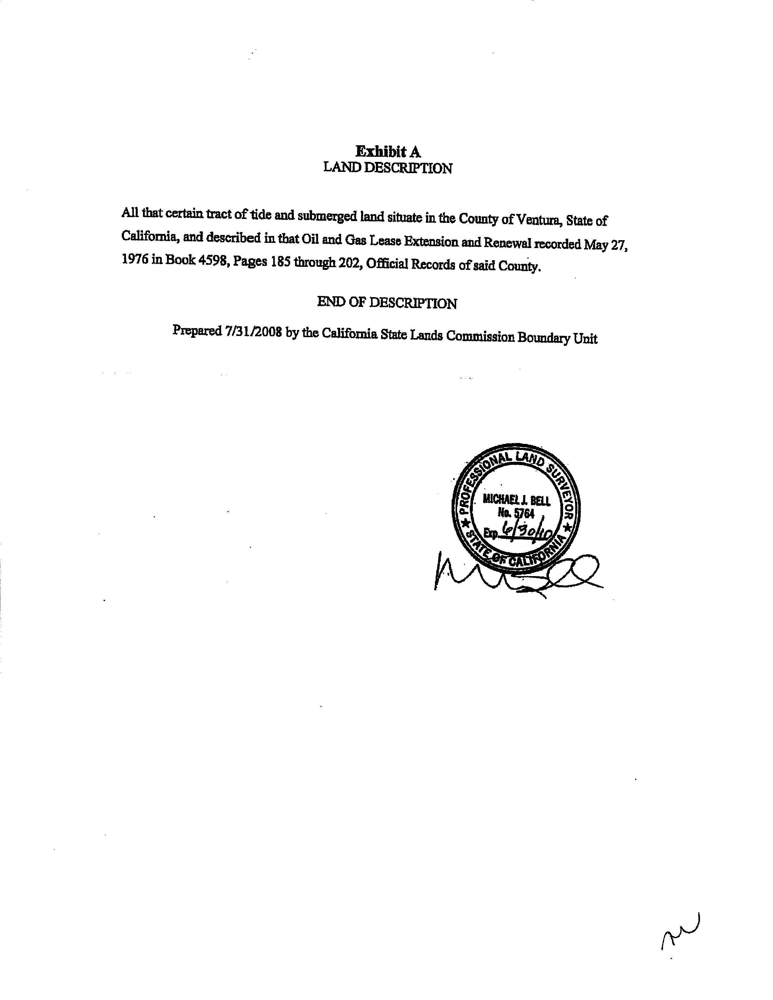 Exhibit A
LAND DESCRIPTION
All that certain tract of tide and submerged land situate in the County of Ventura, State of
California, and described in that Oil and Gas Lease Extension and Renewal recorded May 27,
1976 in Book 4598, Pages 185 through 202, Official Records of said County.
END OF DESCRIPTION
Prepared 7/31/2008 by the California State Lands Commission Boundary Unit
PROFESSIONAL LAND SURVEYOR
MICHAEL J. BELL
No. 5764
Exp. 6/30/10
★ STATE OF CALIFORNIA ★